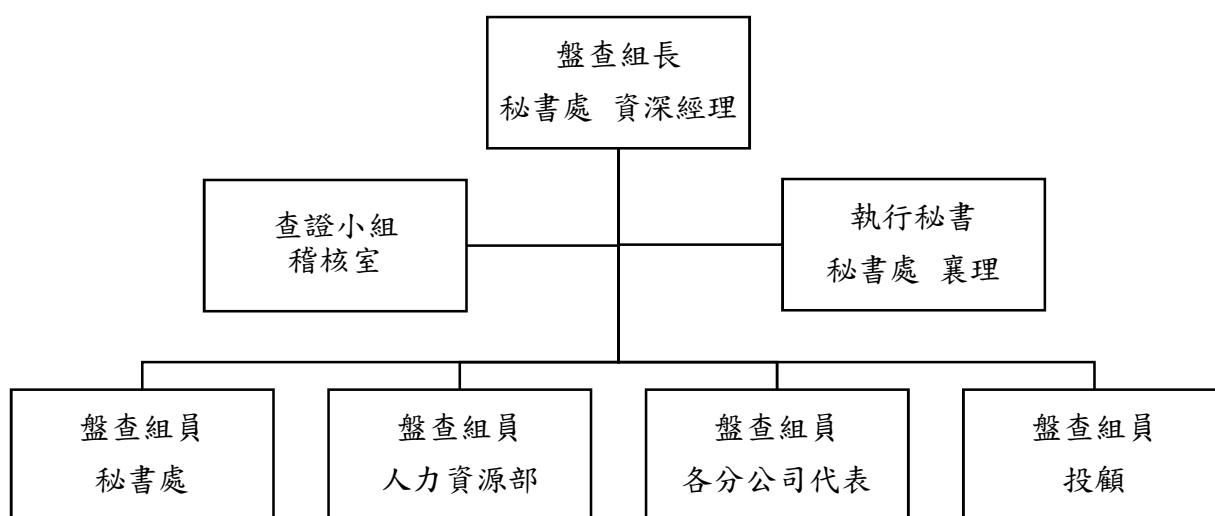 盤查組長
秘書處 資深經理
查證小組
稽核室
執行秘書
秘書處 襄理
盤查組員
秘書處
盤查組員
人力資源部
盤查組員
各分公司代表
盤查組員
投顧